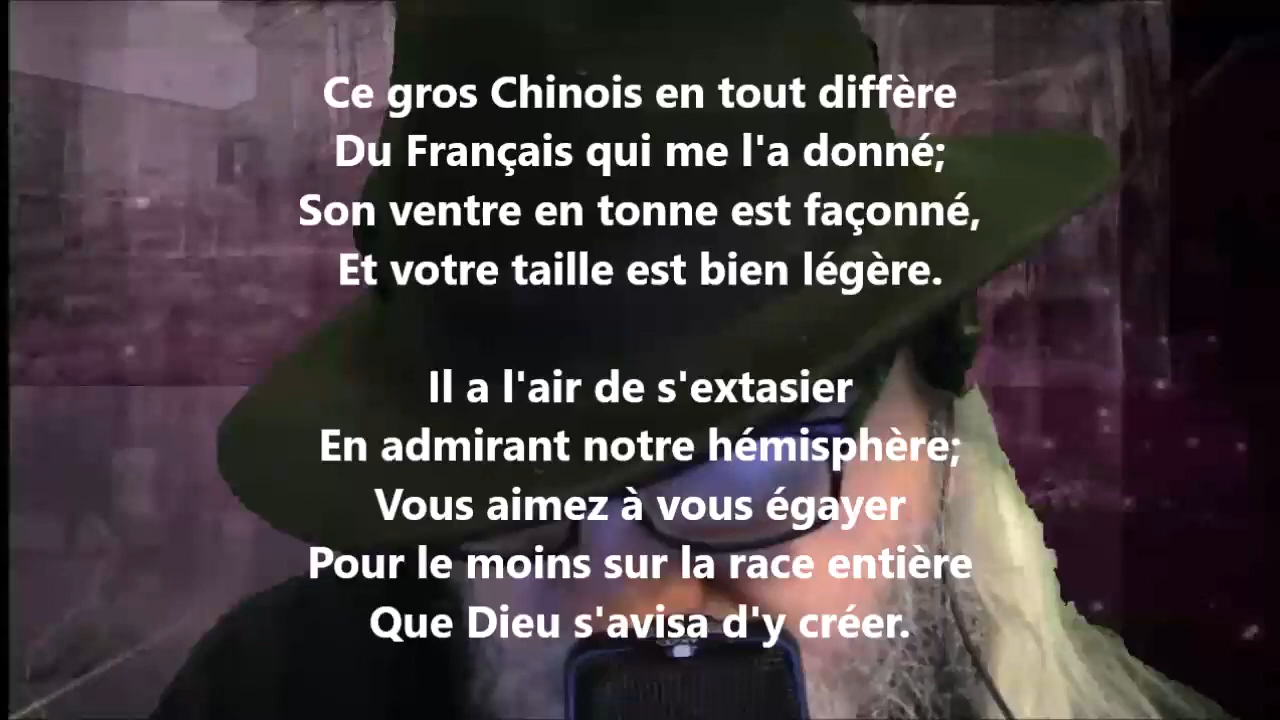 Ce gros Chinois en tout diffère
Du Français qui me l'a donné;
Son ventre en tonne est façonné,
Et votre taille est bien légère.
Il a l'air de s'extasier
En admirant notre hémisphère;
Vous aimez à vous égayer
Pour le moins sur la race entière
Que Dieu s'avisa d'y créer.